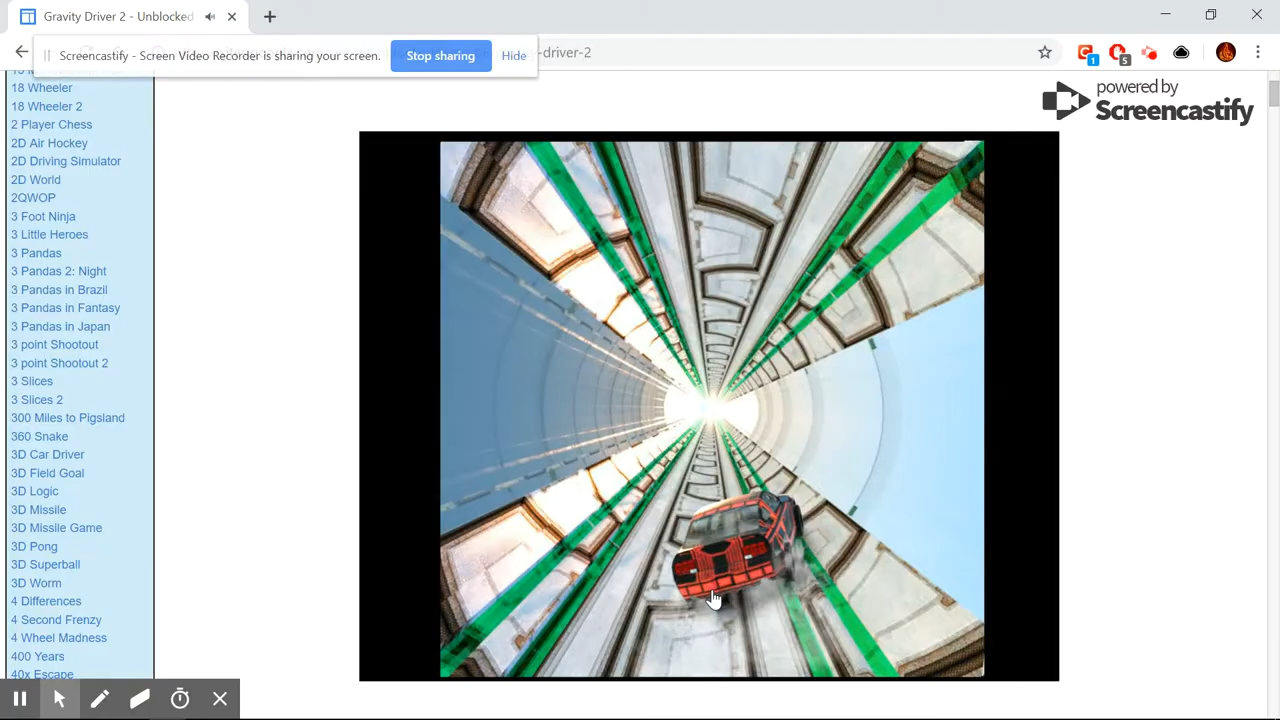 Gravity Driver 2 - Unblocked
Screencastify - Screen Video Recorder is sharing your screen.
Stop sharing
Hide
-driver-2
1
5
powered by
Screencastify
18 Wheeler
18 Wheeler 2
2 Player Chess
2D Air Hockey
2D Driving Simulator
2D World
2QWOP
3 Foot Ninja
3 Little Heroes
3 Pandas
3 Pandas 2: Night
3 Pandas in Brazil
3 Pandas in Fantasy
3 Pandas in Japan
3 point Shootout
3 point Shootout 2
3 Slices
3 Slices 2
300 Miles to Pigsland
360 Snake
3D Car Driver
3D Field Goal
3D Logic
3D Missile
3D Missile Game
3D Pong
3D Superball
3D Worm
4 Differences
4 Second Frenzy
4 Wheel Madness
400 Years
40x Escape